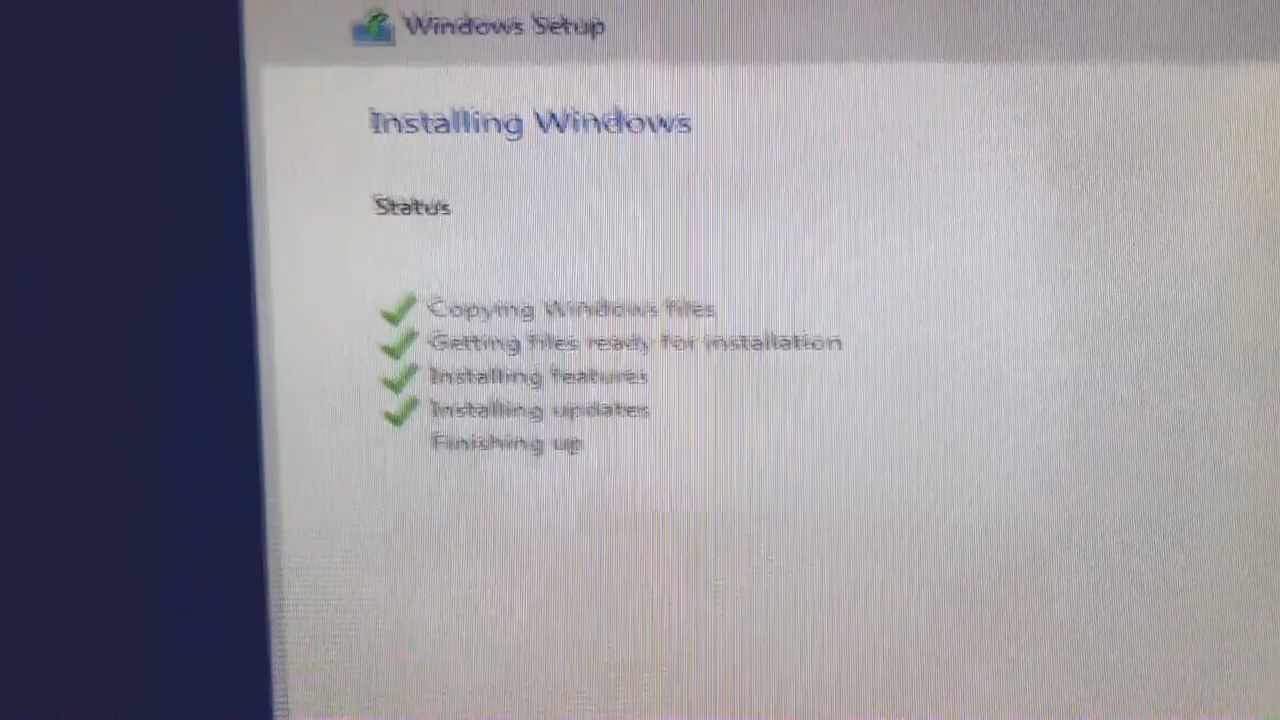 Windows Setup
Installing Windows
Status
Copying Windows files
Getting files ready for installation
Installing features
Installing updates
Finishing up